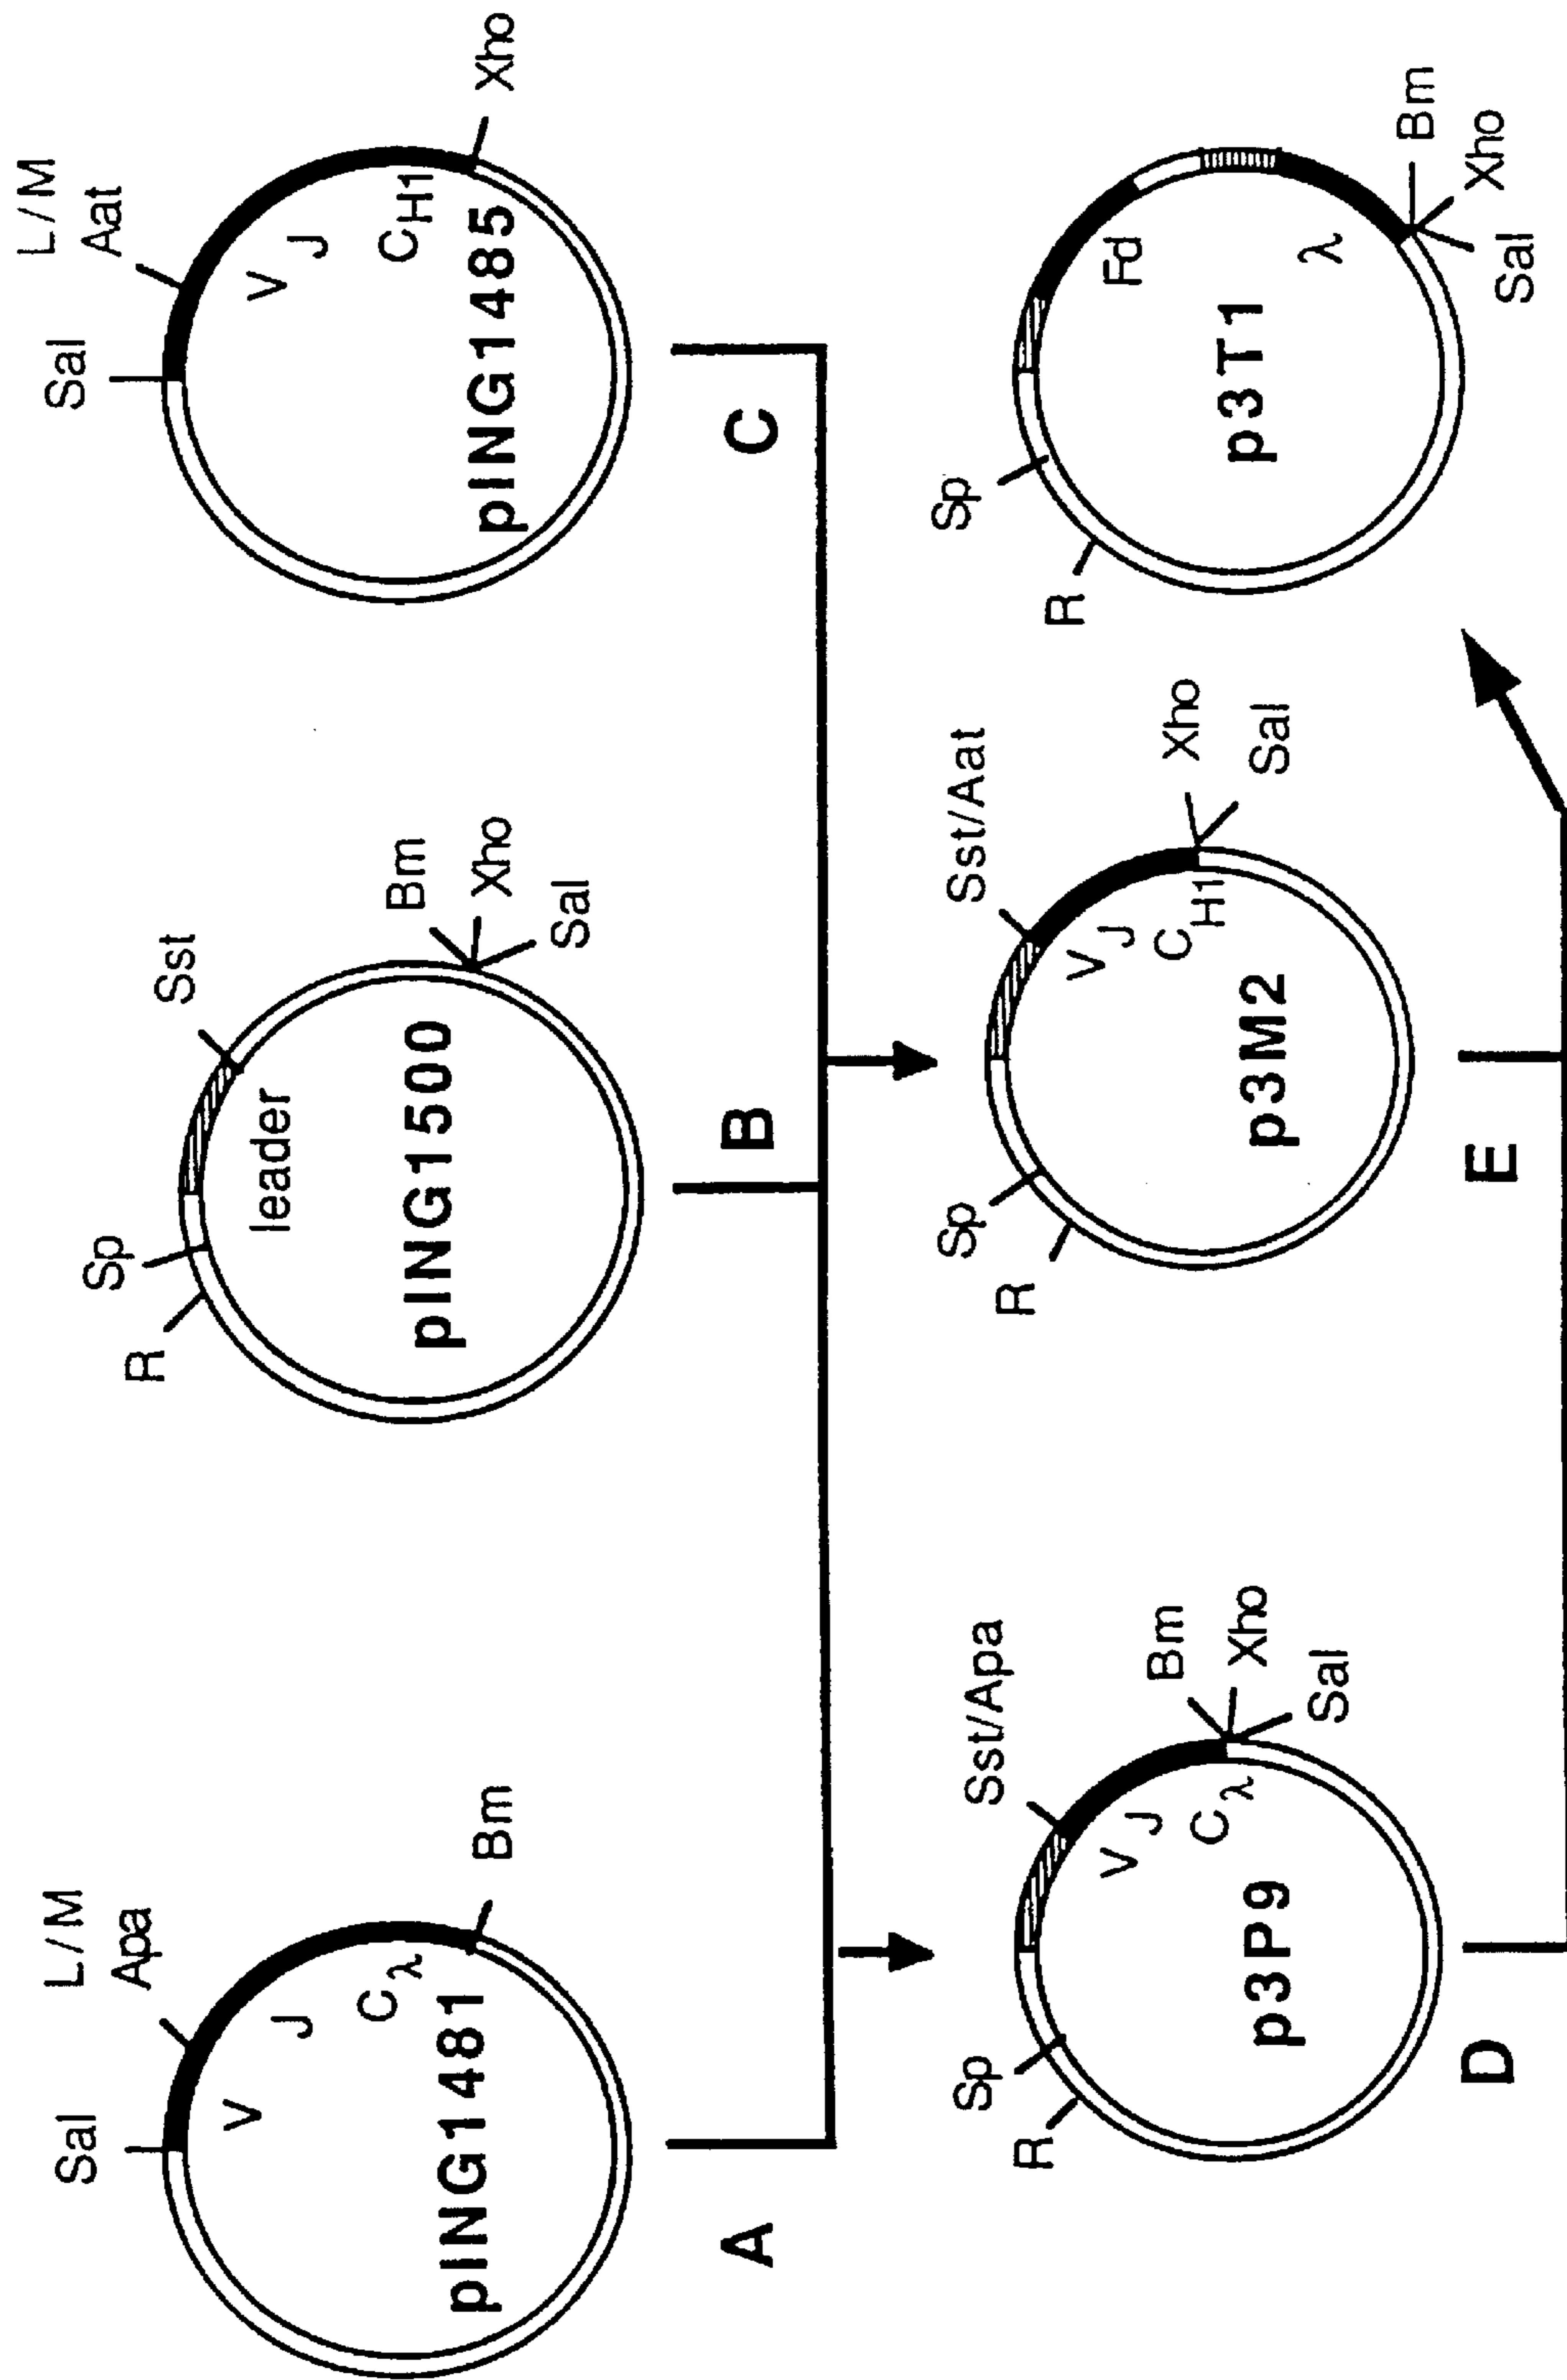 Sal
L/M
Apa
V
J
Cλ
Bm
pING1481
A
R
Sp
leader
Sst
Bm
Xho
Sal
pING1500
B
Sal
L/M
Aat
V
J
CH1
Xho
pING1485
C
R
Sp
Sst/Apa
V
J
Cλ
Bm
Xho
Sal
p3P9
D
R
Sp
Sst/Aat
V
J
CH1
Xho
Sal
p3M2
E
R
Sp
Fd
λ
Bm
Xho
Sal
p3T1